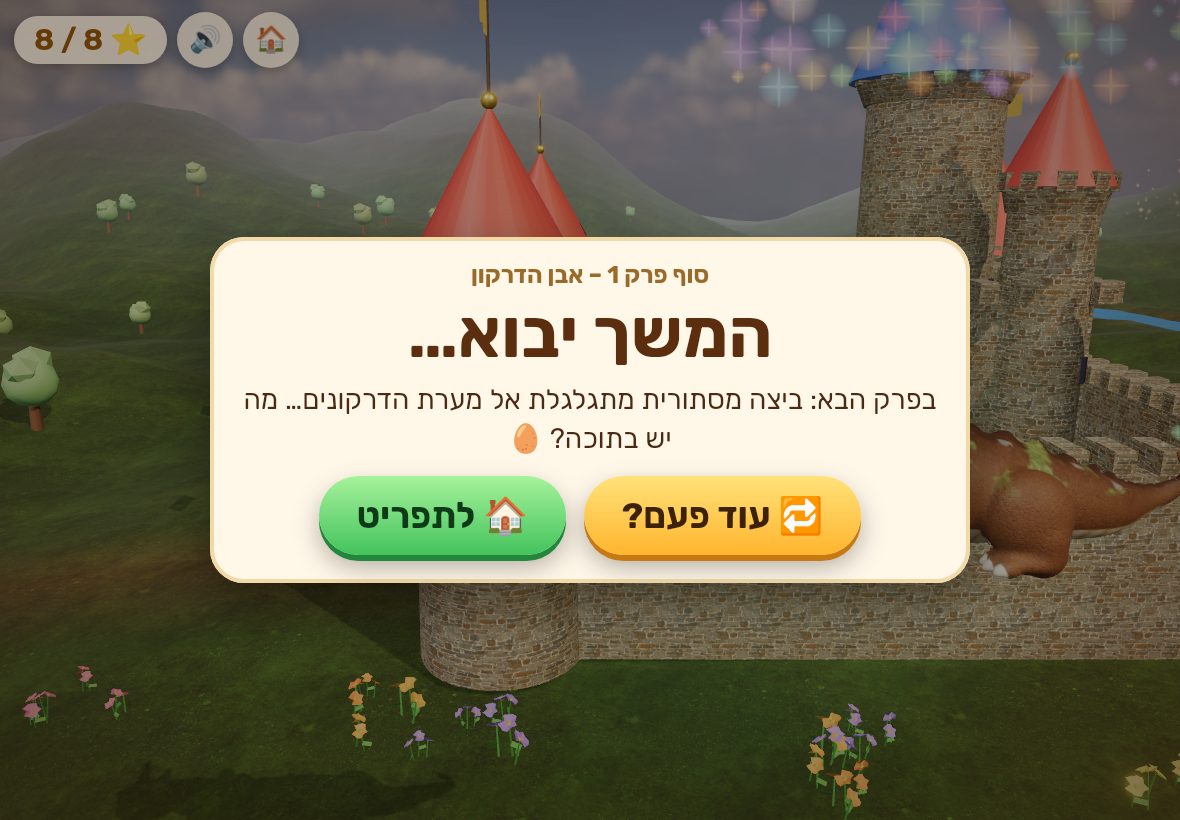 8 / 8 ⭐
סוף פרק 1 – אבן הדרקון
המשך יבוא...
בפרק הבא: ביצה מסתורית מתגלגלת אל מערת הדרקונים... מה
יש בתוכה? 🥚
🔁 עוד פעם?
🏠 לתפריט